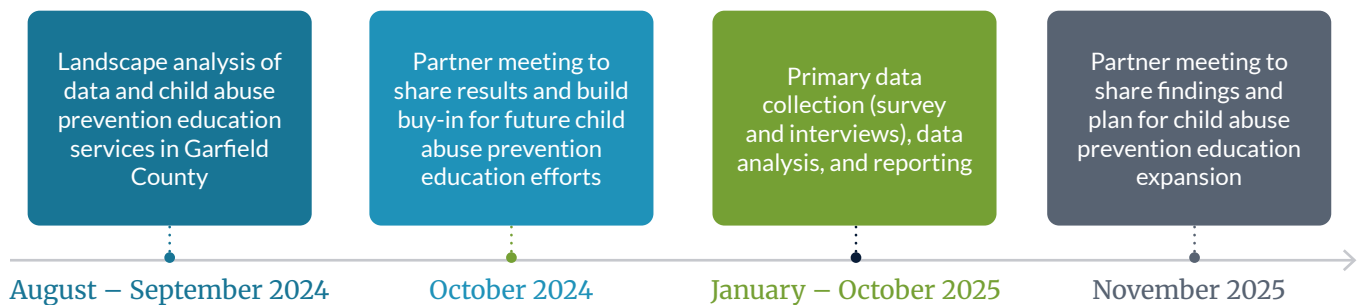 Landscape analysis of
data and child abuse
prevention education
services in Garfield
County
Partner meeting to
share results and build
buy-in for future child
abuse prevention
education efforts
Primary data
collection (survey
and interviews), data
analysis, and reporting
Partner meeting to
share findings and
plan for child abuse
prevention education
expansion
August – September 2024
October 2024
January – October 2025
November 2025